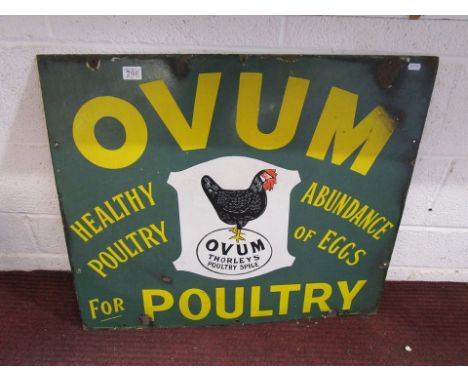 OVUM
HEALTHY
POULTRY
ABUNDANCE
OF EGGS
OVUM
THORLEYS
POULTRY SPICE
FOR POULTRY